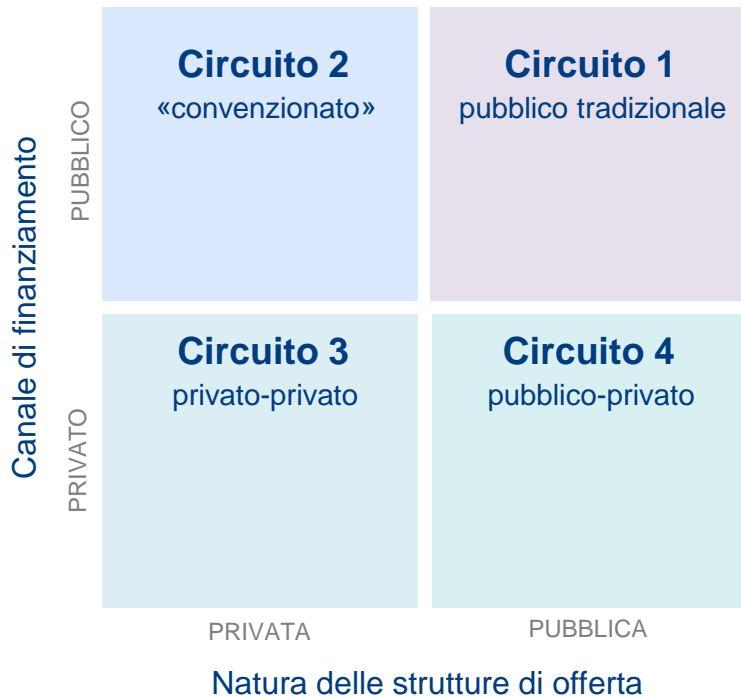 Circuito 2
«convenzionato»
Circuito 1
pubblico tradizionale
Canale di finanziamento
PUBBLICO
PRIVATO
Circuito 3
privato-privato
Circuito 4
pubblico-privato
PRIVATA
PUBBLICA
Natura delle strutture di offerta